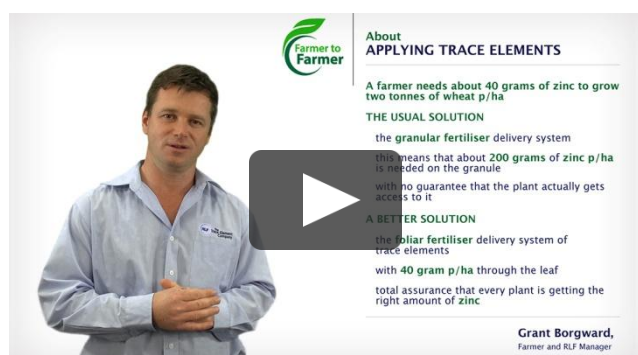 Farmer to
Farmer
About
APPLYING TRACE ELEMENTS
A farmer needs about 40 grams of zinc to grow
two tonnes of wheat p/ha
THE USUAL SOLUTION
the granular fertiliser delivery system
this means that about 200 grams of zinc p/ha
is needed on the granule
with no guarantee that the plant actually gets
access to it
A BETTER SOLUTION
the foliar fertiliser delivery system of
trace elements
with 40 gram p/ha through the leaf
total assurance that every plant is getting the
right amount of zinc
Grant Borgward,
Farmer and RLF Manager
RLF